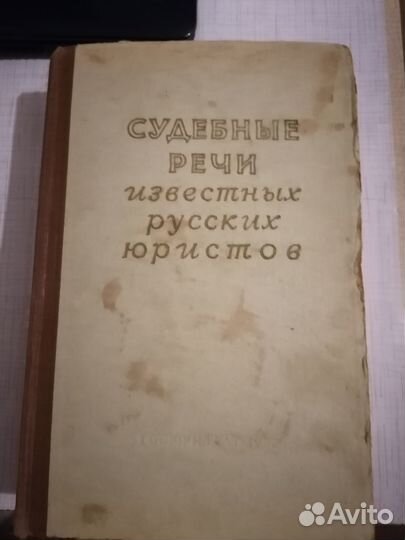 СУДЕБНЫЕ
РЕЧИ
известных
русских
юристов
Avito